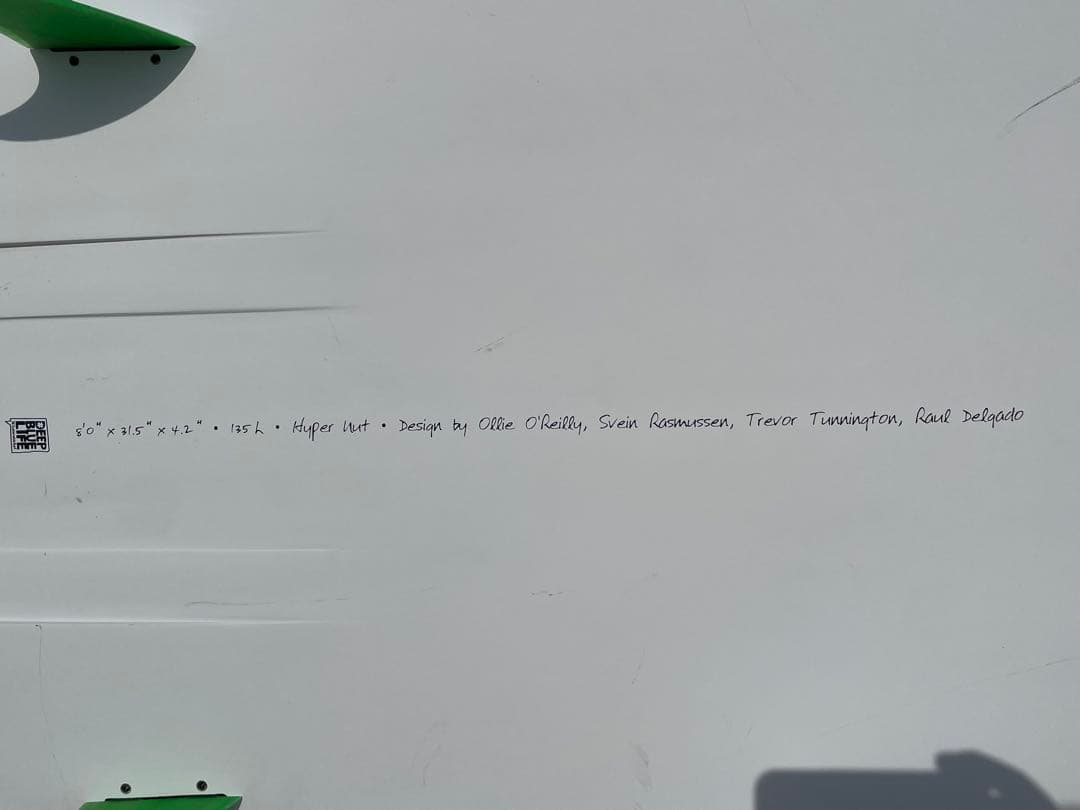 DEEP
BLUE
LIFE
8'0" x 31.5" x 4.2" • 135 L • Hyper Nut • Design by Ollie O'Reilly, Svein Rasmussen, Trevor Tunnington, Raul Delgado